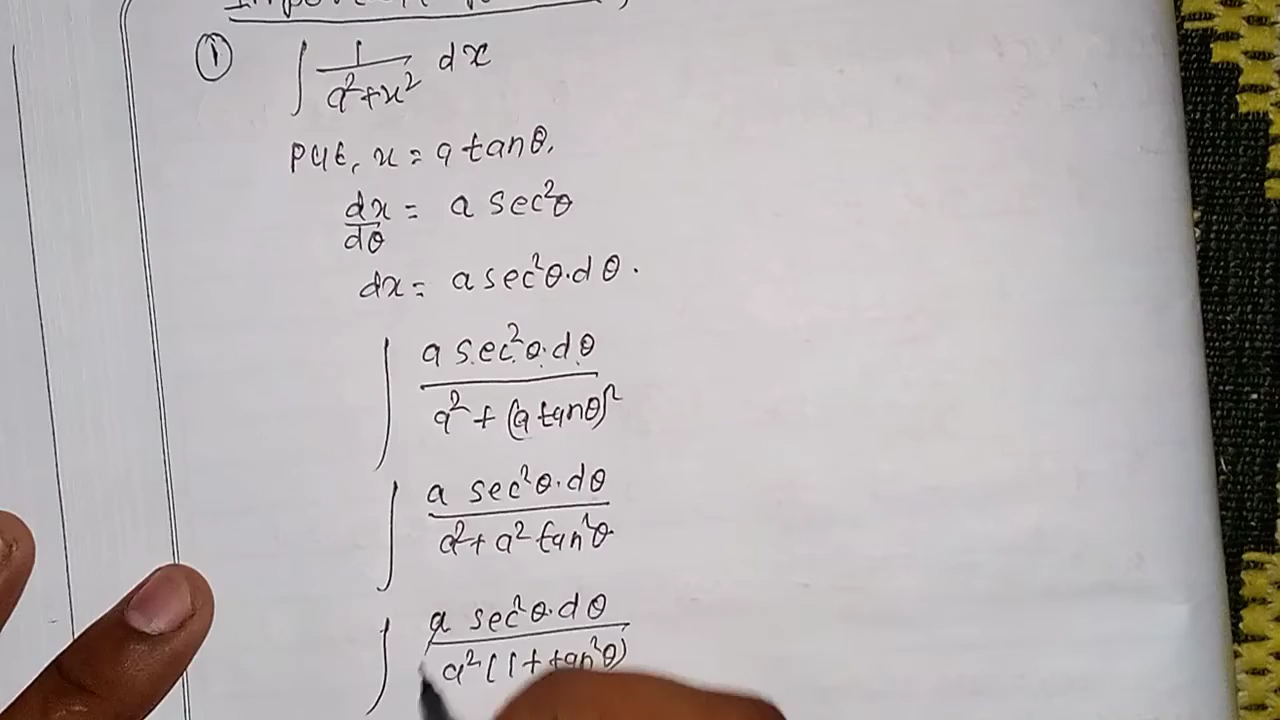 ① ∫ 1/(a²+x²) dx
Put, x = a tanθ.
dx/dθ = a sec²θ
dx = a sec²θ.dθ.
∫ a sec²θ.dθ / a² + (a tanθ)²
∫ a sec²θ.dθ / a² + a² tan²θ
∫ a sec²θ.dθ / a² (1 + tan²θ)